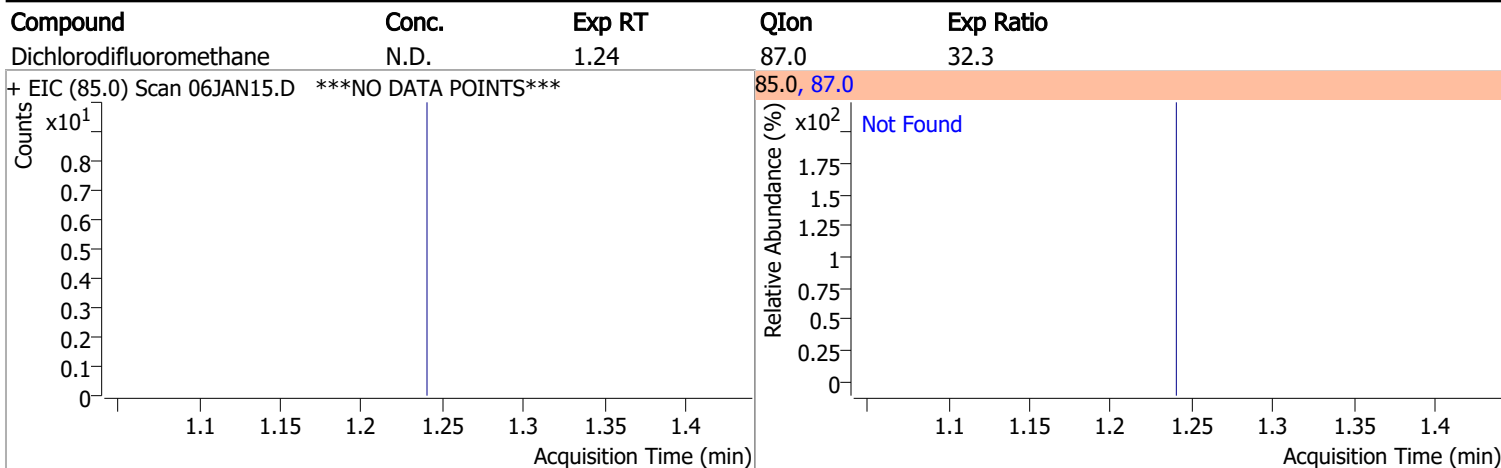 Compound Conc. Exp RT QIon Exp Ratio
Dichlorodifluoromethane N.D. 1.24 87.0 32.3
+ EIC (85.0) Scan 06JAN15.D ***NO DATA POINTS***
Counts
x10¹
0.8
0.7
0.6
0.5
0.4
0.3
0.2
0.1
0
1.1 1.15 1.2 1.25 1.3 1.35 1.4
Acquisition Time (min)
85.0, 87.0
Relative Abundance (%)
x10²
Not Found
1.75
1.5
1.25
1
0.75
0.5
0.25
0
1.1 1.15 1.2 1.25 1.3 1.35 1.4
Acquisition Time (min)